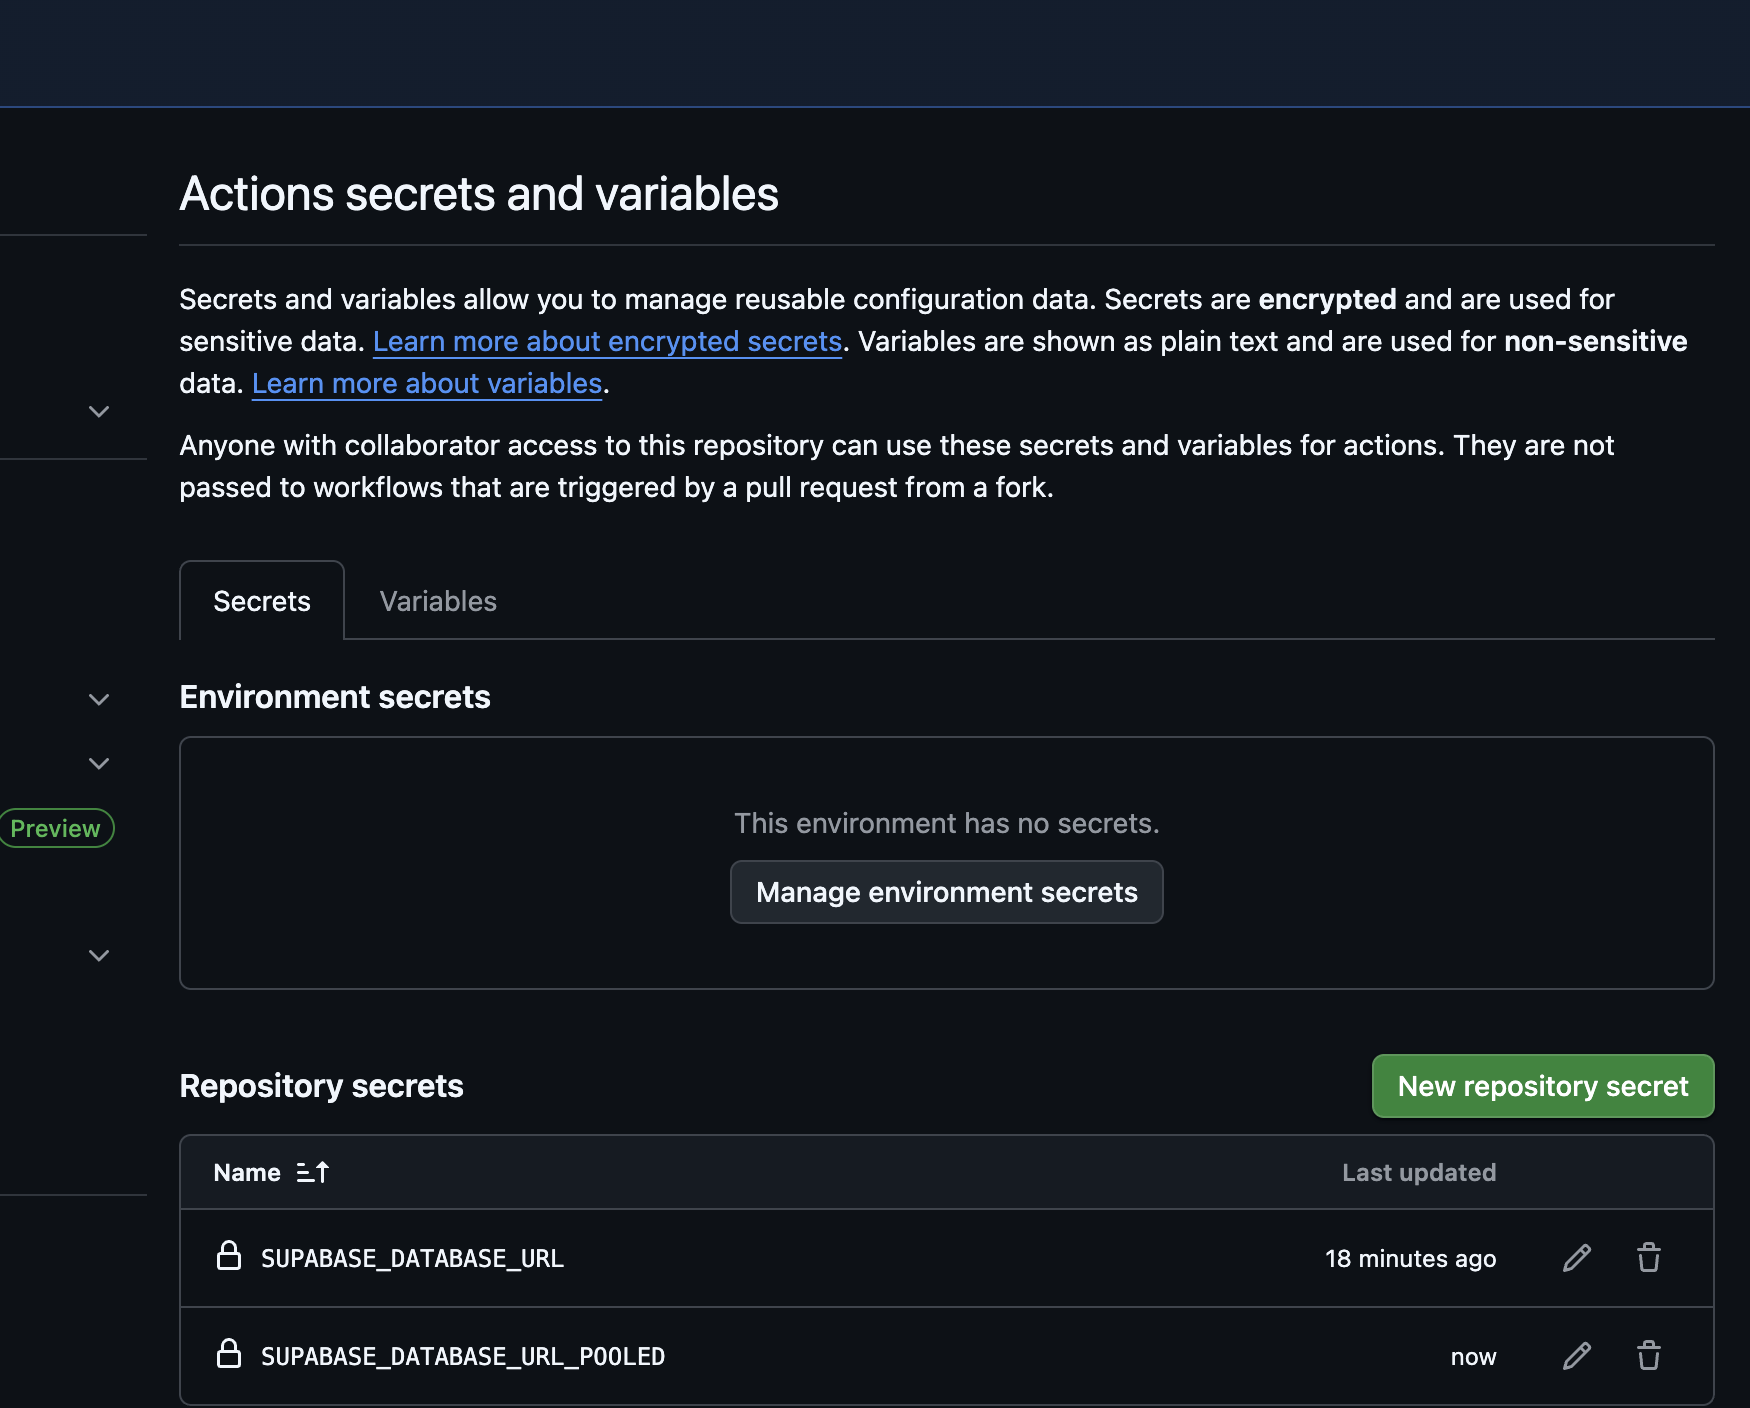 Actions secrets and variables
Secrets and variables allow you to manage reusable configuration data. Secrets are encrypted and are used for
sensitive data. Learn more about encrypted secrets. Variables are shown as plain text and are used for non-sensitive
data. Learn more about variables.
Anyone with collaborator access to this repository can use these secrets and variables for actions. They are not
passed to workflows that are triggered by a pull request from a fork.
Secrets Variables
Environment secrets
This environment has no secrets.
Preview
Manage environment secrets
Repository secrets New repository secret
Name Last updated
SUPABASE_DATABASE_URL 18 minutes ago
SUPABASE_DATABASE_URL_POOLED now